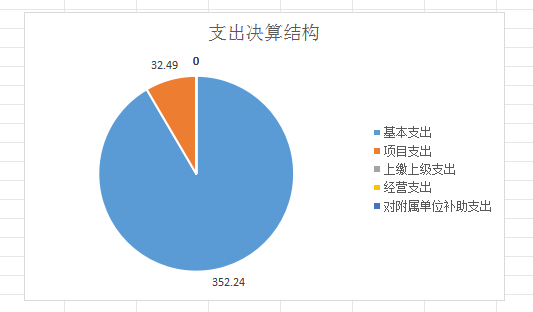 支出决算结构
32.49
0
352.24
基本支出
项目支出
上缴上级支出
经营支出
对附属单位补助支出